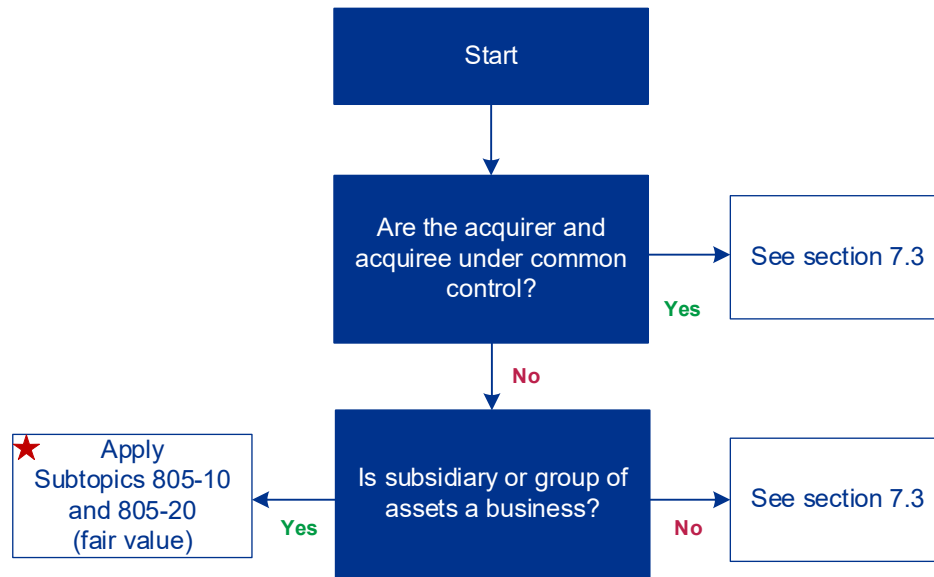 Start
Are the acquirer and
acquiree under common
control?
See section 7.3
Yes
No
Apply
Subtopics 805-10
and 805-20
(fair value)
Is subsidiary or group of
assets a business?
See section 7.3
Yes
No